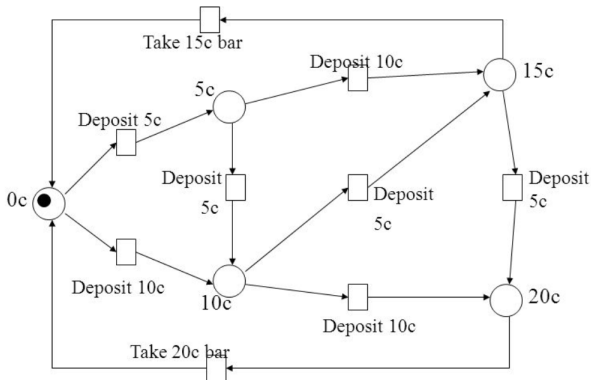 Take 15c bar
Deposit 10c
15c
5c
Deposit 5c
Deposit
5c
Deposit
5c
Deposit
5c
0c
Deposit 10c
10c
20c
Deposit 10c
Take 20c bar